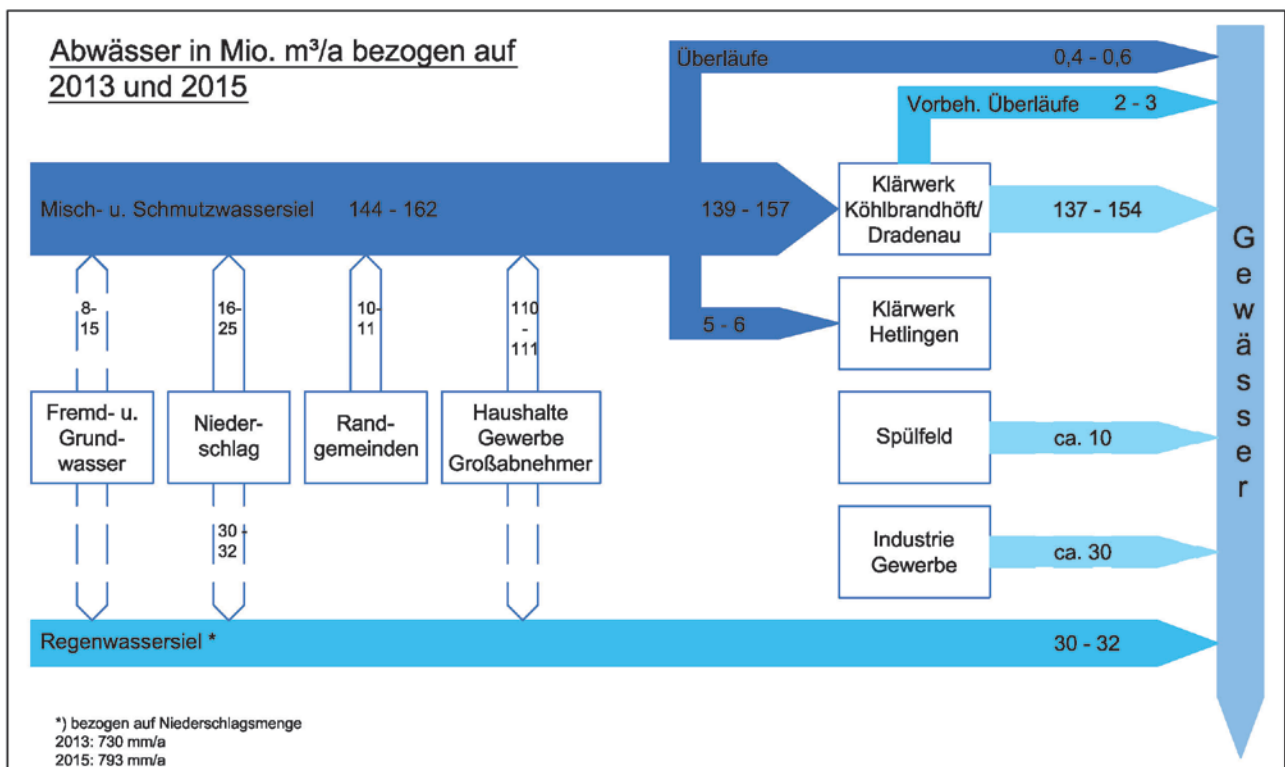 Abwässer in Mio. m³/a bezogen auf
2013 und 2015
Überläufe 0,4 - 0,6
Vorbeh. Überläufe 2 - 3
Misch- u. Schmutzwassersiel 144 - 162 139 - 157
Klärwerk
Köhlbrandhöft/
Dradenau
137 - 154
8-
15
16-
25
10-
11
110
-
111
5 - 6
Klärwerk
Hetlingen
Fremd- u.
Grund-
wasser
Nieder-
schlag
Rand-
gemeinden
Haushalte
Gewerbe
Großabnehmer
Spülfeld
ca. 10
30 -
32
Industrie
Gewerbe
ca. 30
Regenwassersiel * 30 - 32
Gewässer
*) bezogen auf Niederschlagsmenge
2013: 730 mm/a
2015: 793 mm/a